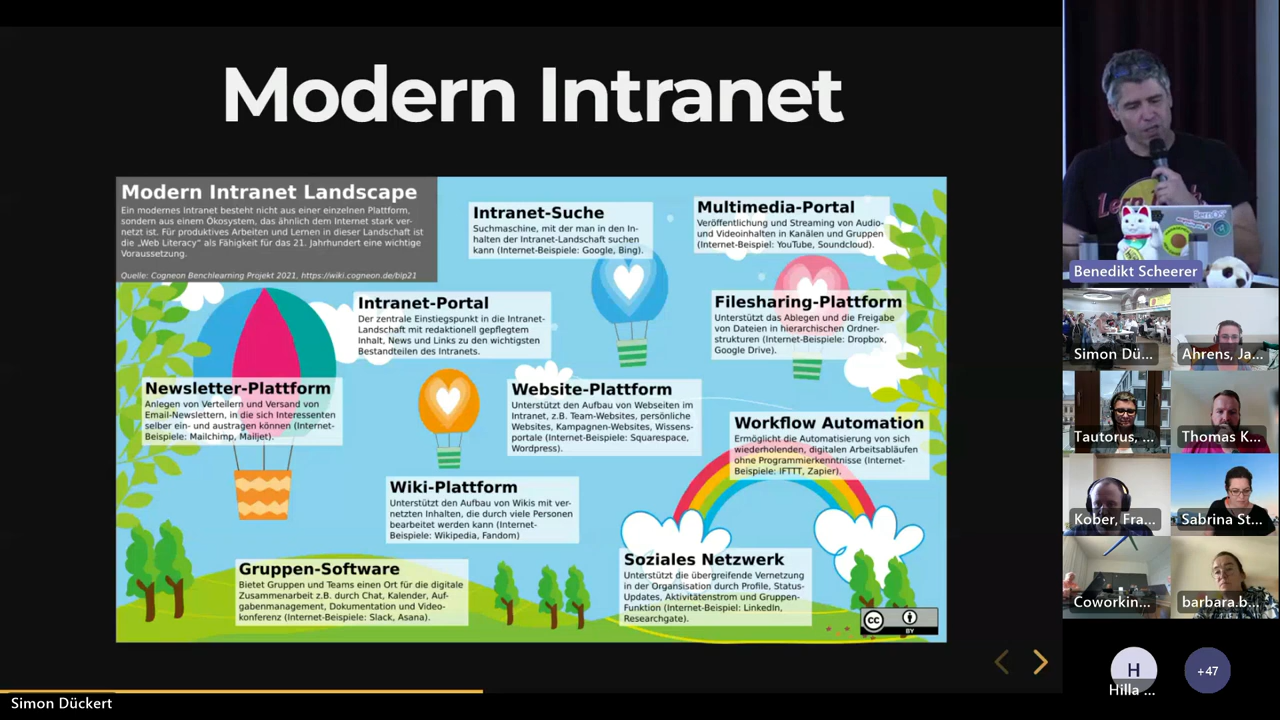 Modern Intranet
Modern Intranet Landscape
Ein modernes Intranet besteht nicht aus einer einzelnen Plattform,
sondern aus einem Ökosystem, das ähnlich dem Internet stark ver-
netzt ist. Für produktives Arbeiten und Lernen in dieser Landschaft ist
die „Web Literacy“ als Fähigkeit für das 21. Jahrhundert eine wichtige
Voraussetzung.
Quelle: Cogneon Benchlearning Projekt 2021, https://wiki.cogneon.de/blp21
Intranet-Suche
Suchmaschine, mit der man in den In-
halten der Intranet-Landschaft suchen
kann (Internet-Beispiele: Google, Bing).
Multimedia-Portal
Veröffentlichung und Streaming von Audio-
und Videoinhalten in Kanälen und Gruppen
(Internet-Beispiel: YouTube, Soundcloud).
Intranet-Portal
Der zentrale Einstiegspunkt in die Intranet-
Landschaft mit redaktionell gepflegtem
Inhalt, News und Links zu den wichtigsten
Bestandteilen des Intranets.
Filesharing-Plattform
Unterstützt das Ablegen und die Freigabe
von Dateien in hierarchischen Ordner-
strukturen (Internet-Beispiele: Dropbox,
Google Drive).
Newsletter-Plattform
Anlegen von Verteilern und Versand von
Email-Newslettern, in die sich Interessenten
selber ein- und austragen können (Internet-
Beispiele: Mailchimp, Mailjet).
Website-Plattform
Unterstützt den Aufbau von Webseiten im
Intranet, z.B. Team-Websites, persönliche
Websites, Kampagnen-Websites, Wissens-
portale (Internet-Beispiele: Squarespace,
Wordpress).
Workflow Automation
Ermöglicht die Automatisierung von sich
wiederholenden, digitalen Arbeitsabläufen
ohne Programmierkenntnisse (Internet-
Beispiele: IFTTT, Zapier).
Wiki-Plattform
Unterstützt den Aufbau von Wikis mit ver-
netzten Inhalten, die durch viele Personen
bearbeitet werden kann (Internet-
Beispiele: Wikipedia, Fandom)
Gruppen-Software
Bietet Gruppen und Teams einen Ort für die digitale
Zusammenarbeit z.B. durch Chat, Kalender, Auf-
gabenmanagement, Dokumentation und Video-
konferenz (Internet-Beispiele: Slack, Asana).
Soziales Netzwerk
Unterstützt die übergreifende Vernetzung
in der Organsisation durch Profile, Status-
Updates, Aktivitätenstrom und Gruppen-
Funktion (Internet-Beispiel: LinkedIn,
Researchgate).
CC
BY
Simon Dückert
Benedikt Scheerer
Simon Dü...
Ahrens, Ja...
Tautorus, ...
Thomas K...
Kober, Fra...
Sabrina St...
Coworkin...
barbara.b...
H
Hilla ...
+47